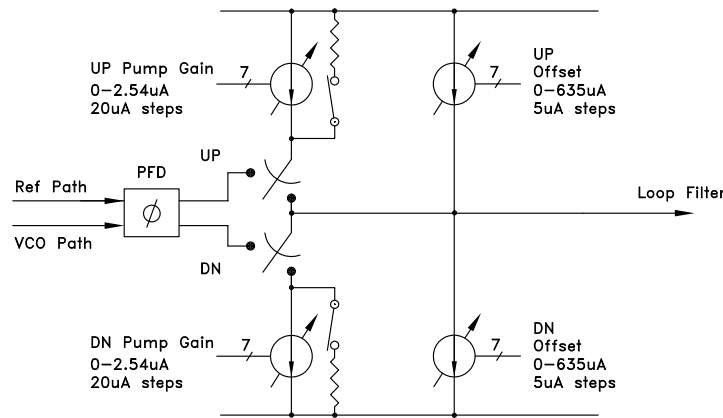 UP Pump Gain
0-2.54uA
20uA steps
7
7
UP
Offset
0-635uA
5uA steps
UP
PFD
Ref Path
VCO Path
ϕ
Loop Filter
DN
DN Pump Gain
0-2.54uA
20uA steps
7
7
DN
Offset
0-635uA
5uA steps